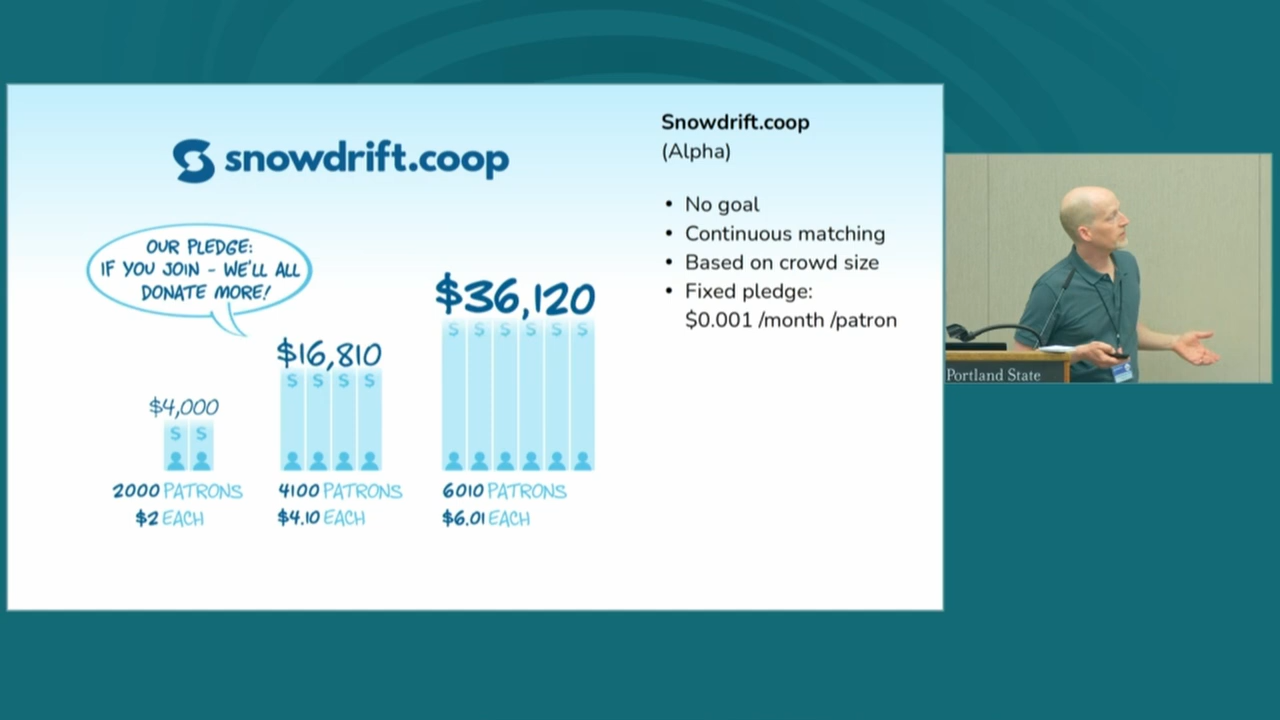 snowdrift.coop
OUR PLEDGE:
IF YOU JOIN - WE'LL ALL
DONATE MORE!
$4,000
$ $
2000 PATRONS
$2 EACH
$16,810
$ $ $ $
4100 PATRONS
$4.10 EACH
$36,120
$ $ $ $ $ $
6010 PATRONS
$6.01 EACH
Snowdrift.coop
(Alpha)
• No goal
• Continuous matching
• Based on crowd size
• Fixed pledge:
$0.001 /month /patron
Portland State